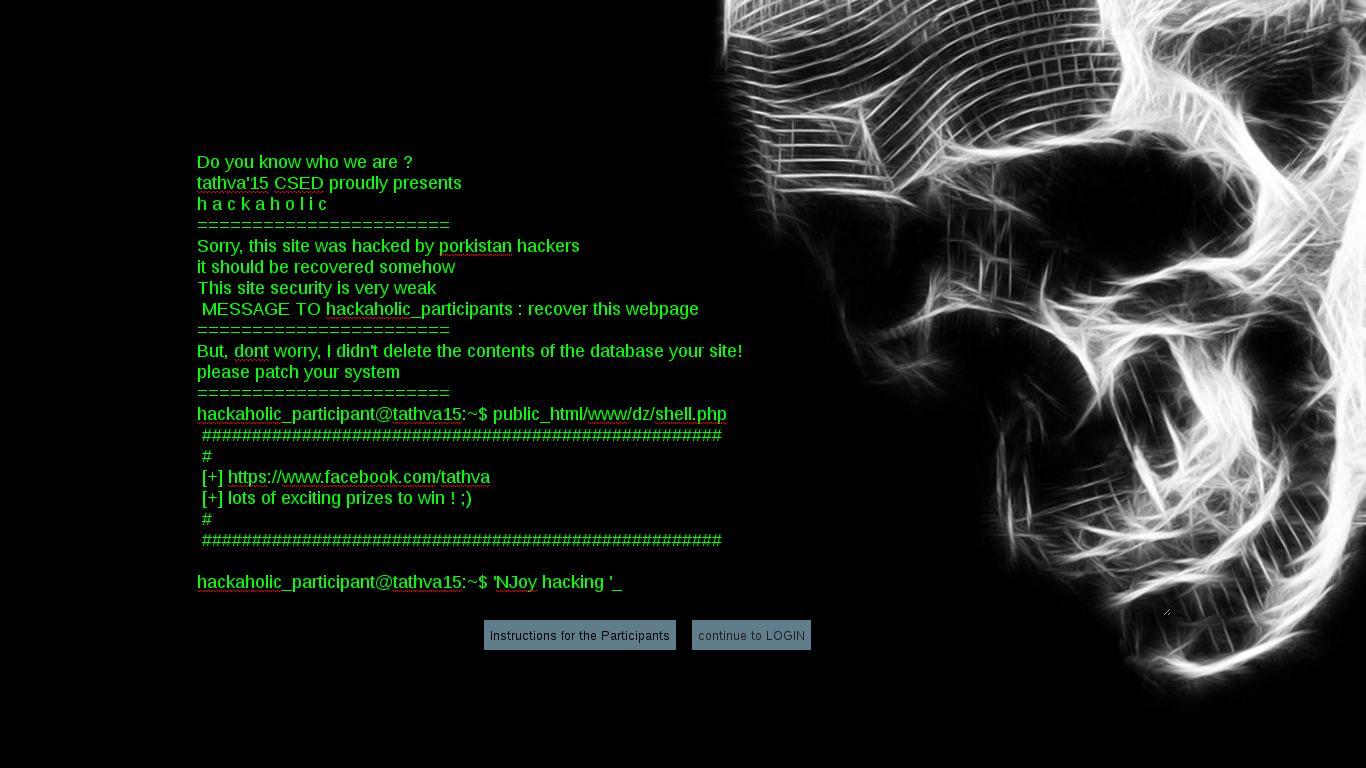 Do you know who we are ?
tathva'15 CSED proudly presents
h a c k a h o l i c
=======================
Sorry, this site was hacked by porkistan hackers
it should be recovered somehow
This site security is very weak
MESSAGE TO hackaholic_participants : recover this webpage
=======================
But, dont worry, I didn't delete the contents of the database your site!
please patch your system
=======================
hackaholic_participant@tathva15:~$ public_html/www/dz/shell.php
####################################################
#
[+] https://www.facebook.com/tathva
[+] lots of exciting prizes to win ! ;)
#
####################################################
hackaholic_participant@tathva15:~$ 'NJoy hacking '_
Instructions for the Participants
continue to LOGIN